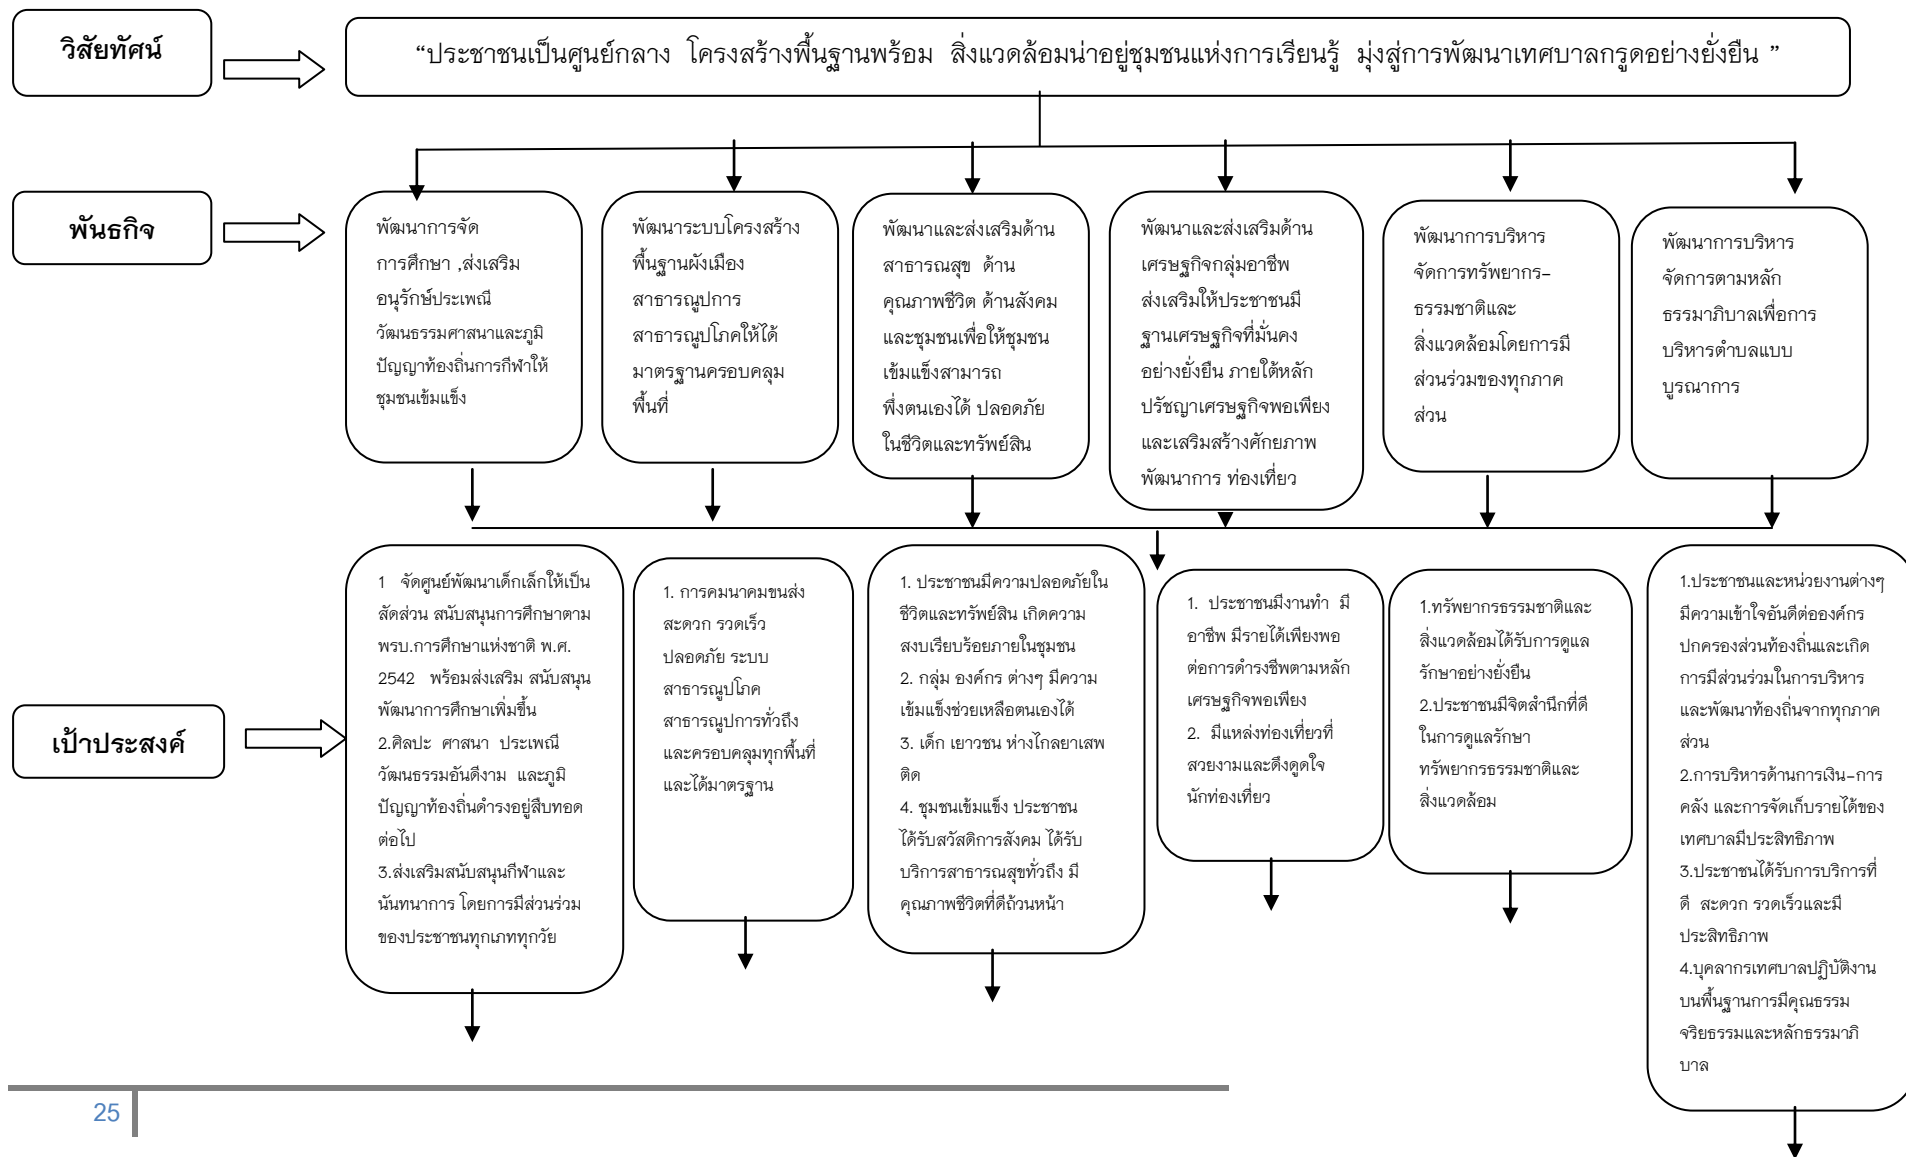 วิสัยทัศน์
“ประชาชนเป็นศูนย์กลาง โครงสร้างพื้นฐานพร้อม สิ่งแวดล้อมน่าอยู่ชุมชนแห่งการเรียนรู้ มุ่งสู่การพัฒนาเทศบาลกรูดอย่างยั่งยืน ”
พันธกิจ
พัฒนาการจัด
การศึกษา ,ส่งเสริม
อนุรักษ์ประเพณี
วัฒนธรรมศาสนาและภูมิ
ปัญญาท้องถิ่นการกีฬาให้
ชุมชนเข้มแข็ง
พัฒนาระบบโครงสร้าง
พื้นฐานผังเมือง
สาธารณูปการ
สาธารณูปโภคให้ได้
มาตรฐานครอบคลุม
พื้นที่
พัฒนาและส่งเสริมด้าน
สาธารณสุข ด้าน
คุณภาพชีวิต ด้านสังคม
และชุมชนเพื่อให้ชุมชน
เข้มแข็งสามารถ
พึ่งตนเองได้ ปลอดภัย
ในชีวิตและทรัพย์สิน
พัฒนาและส่งเสริมด้าน
เศรษฐกิจกลุ่มอาชีพ
ส่งเสริมให้ประชาชนมี
ฐานเศรษฐกิจที่มั่นคง
อย่างยั่งยืน ภายใต้หลัก
ปรัชญาเศรษฐกิจพอเพียง
และเสริมสร้างศักยภาพ
พัฒนาการ ท่องเที่ยว
พัฒนาการบริหาร
จัดการทรัพยากร-
ธรรมชาติและ
สิ่งแวดล้อมโดยการมี
ส่วนร่วมของทุกภาค
ส่วน
พัฒนาการบริหาร
จัดการตามหลัก
ธรรมาภิบาลเพื่อการ
บริหารตำบลแบบ
บูรณาการ
เป้าประสงค์
1 จัดศูนย์พัฒนาเด็กเล็กให้เป็น
สัดส่วน สนับสนุนการศึกษาตาม
พรบ.การศึกษาแห่งชาติ พ.ศ.
2542 พร้อมส่งเสริม สนับสนุน
พัฒนาการศึกษาเพิ่มขึ้น
2.ศิลปะ ศาสนา ประเพณี
วัฒนธรรมอันดีงาม และภูมิ
ปัญญาท้องถิ่นดำรงอยู่สืบทอด
ต่อไป
3.ส่งเสริมสนับสนุนกีฬาและ
นันทนาการ โดยการมีส่วนร่วม
ของประชาชนทุกเภททุกวัย
1. การคมนาคมขนส่ง
สะดวก รวดเร็ว
ปลอดภัย ระบบ
สาธารณูปโภค
สาธารณูปการทั่วถึง
และครอบคลุมทุกพื้นที่
และได้มาตรฐาน
1. ประชาชนมีความปลอดภัยใน
ชีวิตและทรัพย์สิน เกิดความ
สงบเรียบร้อยภายในชุมชน
2. กลุ่ม องค์กร ต่างๆ มีความ
เข้มแข็งช่วยเหลือตนเองได้
3. เด็ก เยาวชน ห่างไกลยาเสพ
ติด
4. ชุมชนเข้มแข็ง ประชาชน
ได้รับสวัสดิการสังคม ได้รับ
บริการสาธารณสุขทั่วถึง มี
คุณภาพชีวิตที่ดีถ้วนหน้า
1. ประชาชนมีงานทำ มี
อาชีพ มีรายได้เพียงพอ
ต่อการดำรงชีพตามหลัก
เศรษฐกิจพอเพียง
2. มีแหล่งท่องเที่ยวที่
สวยงามและดึงดูดใจ
นักท่องเที่ยว
1.ทรัพยากรธรรมชาติและ
สิ่งแวดล้อมได้รับการดูแล
รักษาอย่างยั่งยืน
2.ประชาชนมีจิตสำนึกที่ดี
ในการดูแลรักษา
ทรัพยากรธรรมชาติและ
สิ่งแวดล้อม
1.ประชาชนและหน่วยงานต่างๆ
มีความเข้าใจอันดีต่อองค์กร
ปกครองส่วนท้องถิ่นและเกิด
การมีส่วนร่วมในการบริหาร
และพัฒนาท้องถิ่นจากทุกภาค
ส่วน
2.การบริหารด้านการเงิน-การ
คลัง และการจัดเก็บรายได้ของ
เทศบาลมีประสิทธิภาพ
3.ประชาชนได้รับการบริการที่
ดี สะดวก รวดเร็วและมี
ประสิทธิภาพ
4.บุคลากรเทศบาลปฏิบัติงาน
บนพื้นฐานการมีคุณธรรม
จริยธรรมและหลักธรรมาภิ
บาล
25